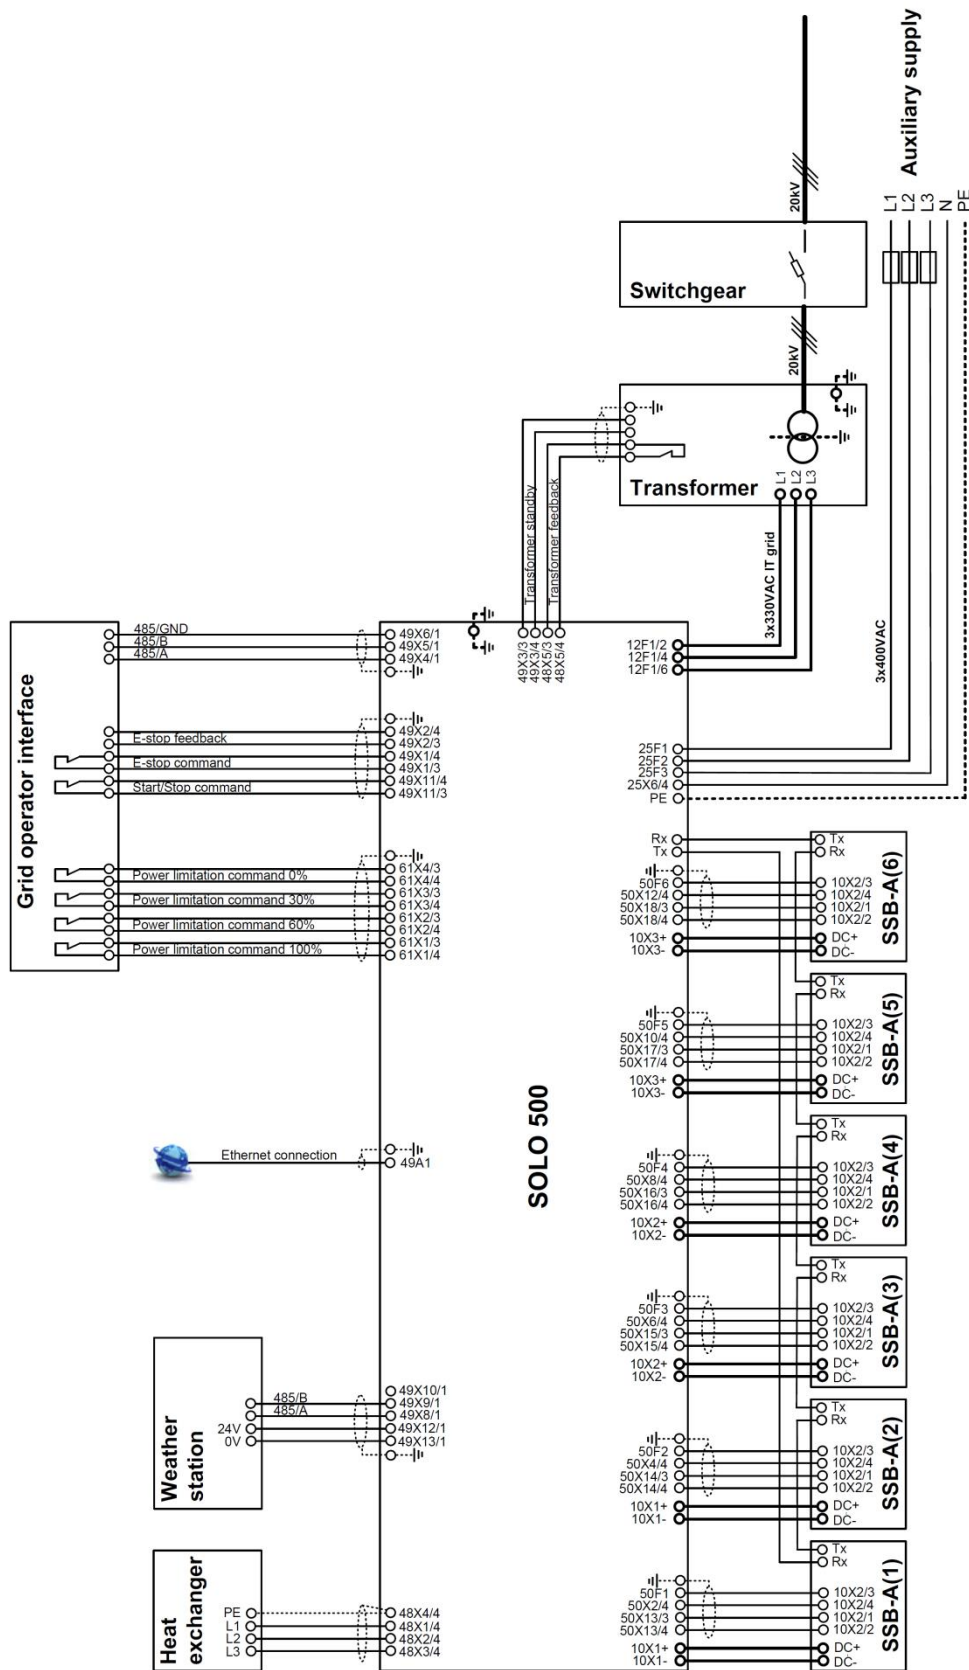 Auxiliary supply
L1
L2
L3
N
PE
20kV
Switchgear
20kV
Transformer
L1
L2
L3
Transformer standby
Transformer feedback
3x330VAC IT grid
3x400VAC
Grid operator interface
485/GND
485/B
485/A
49X6/1
49X5/1
49X4/1
49X3/3
49X3/4
48X5/3
48X5/4
12F1/2
12F1/4
12F1/6
E-stop feedback
E-stop command
Start/Stop command
49X2/4
49X2/3
49X1/4
49X1/3
49X11/4
49X11/3
25F1
25F2
25F3
25X6/4
PE
Power limitation command 0%
Power limitation command 30%
Power limitation command 60%
Power limitation command 100%
61X4/3
61X4/4
61X3/3
61X3/4
61X2/3
61X2/4
61X1/3
61X1/4
Rx
Tx
50F6
50X12/4
50X18/3
50X18/4
10X3+
10X3-
Tx
Rx
10X2/3
10X2/4
10X2/1
10X2/2
DC+
DC-
SSB-A(6)
50F5
50X10/4
50X17/3
50X17/4
10X3+
10X3-
Tx
Rx
10X2/3
10X2/4
10X2/1
10X2/2
DC+
DC-
SSB-A(5)
SOLO 500
Ethernet connection
49A1
50F4
50X8/4
50X16/3
50X16/4
10X2+
10X2-
Tx
Rx
10X2/3
10X2/4
10X2/1
10X2/2
DC+
DC-
SSB-A(4)
50F3
50X6/4
50X15/3
50X15/4
10X2+
10X2-
Tx
Rx
10X2/3
10X2/4
10X2/1
10X2/2
DC+
DC-
SSB-A(3)
Weather
station
485/B
485/A
24V
0V
49X10/1
49X9/1
49X8/1
49X12/1
49X13/1
50F2
50X4/4
50X14/3
50X14/4
10X1+
10X1-
Tx
Rx
10X2/3
10X2/4
10X2/1
10X2/2
DC+
DC-
SSB-A(2)
Heat
exchanger
PE
L1
L2
L3
48X4/4
48X1/4
48X2/4
48X3/4
50F1
50X2/4
50X13/3
50X13/4
10X1+
10X1-
Tx
Rx
10X2/3
10X2/4
10X2/1
10X2/2
DC+
DC-
SSB-A(1)